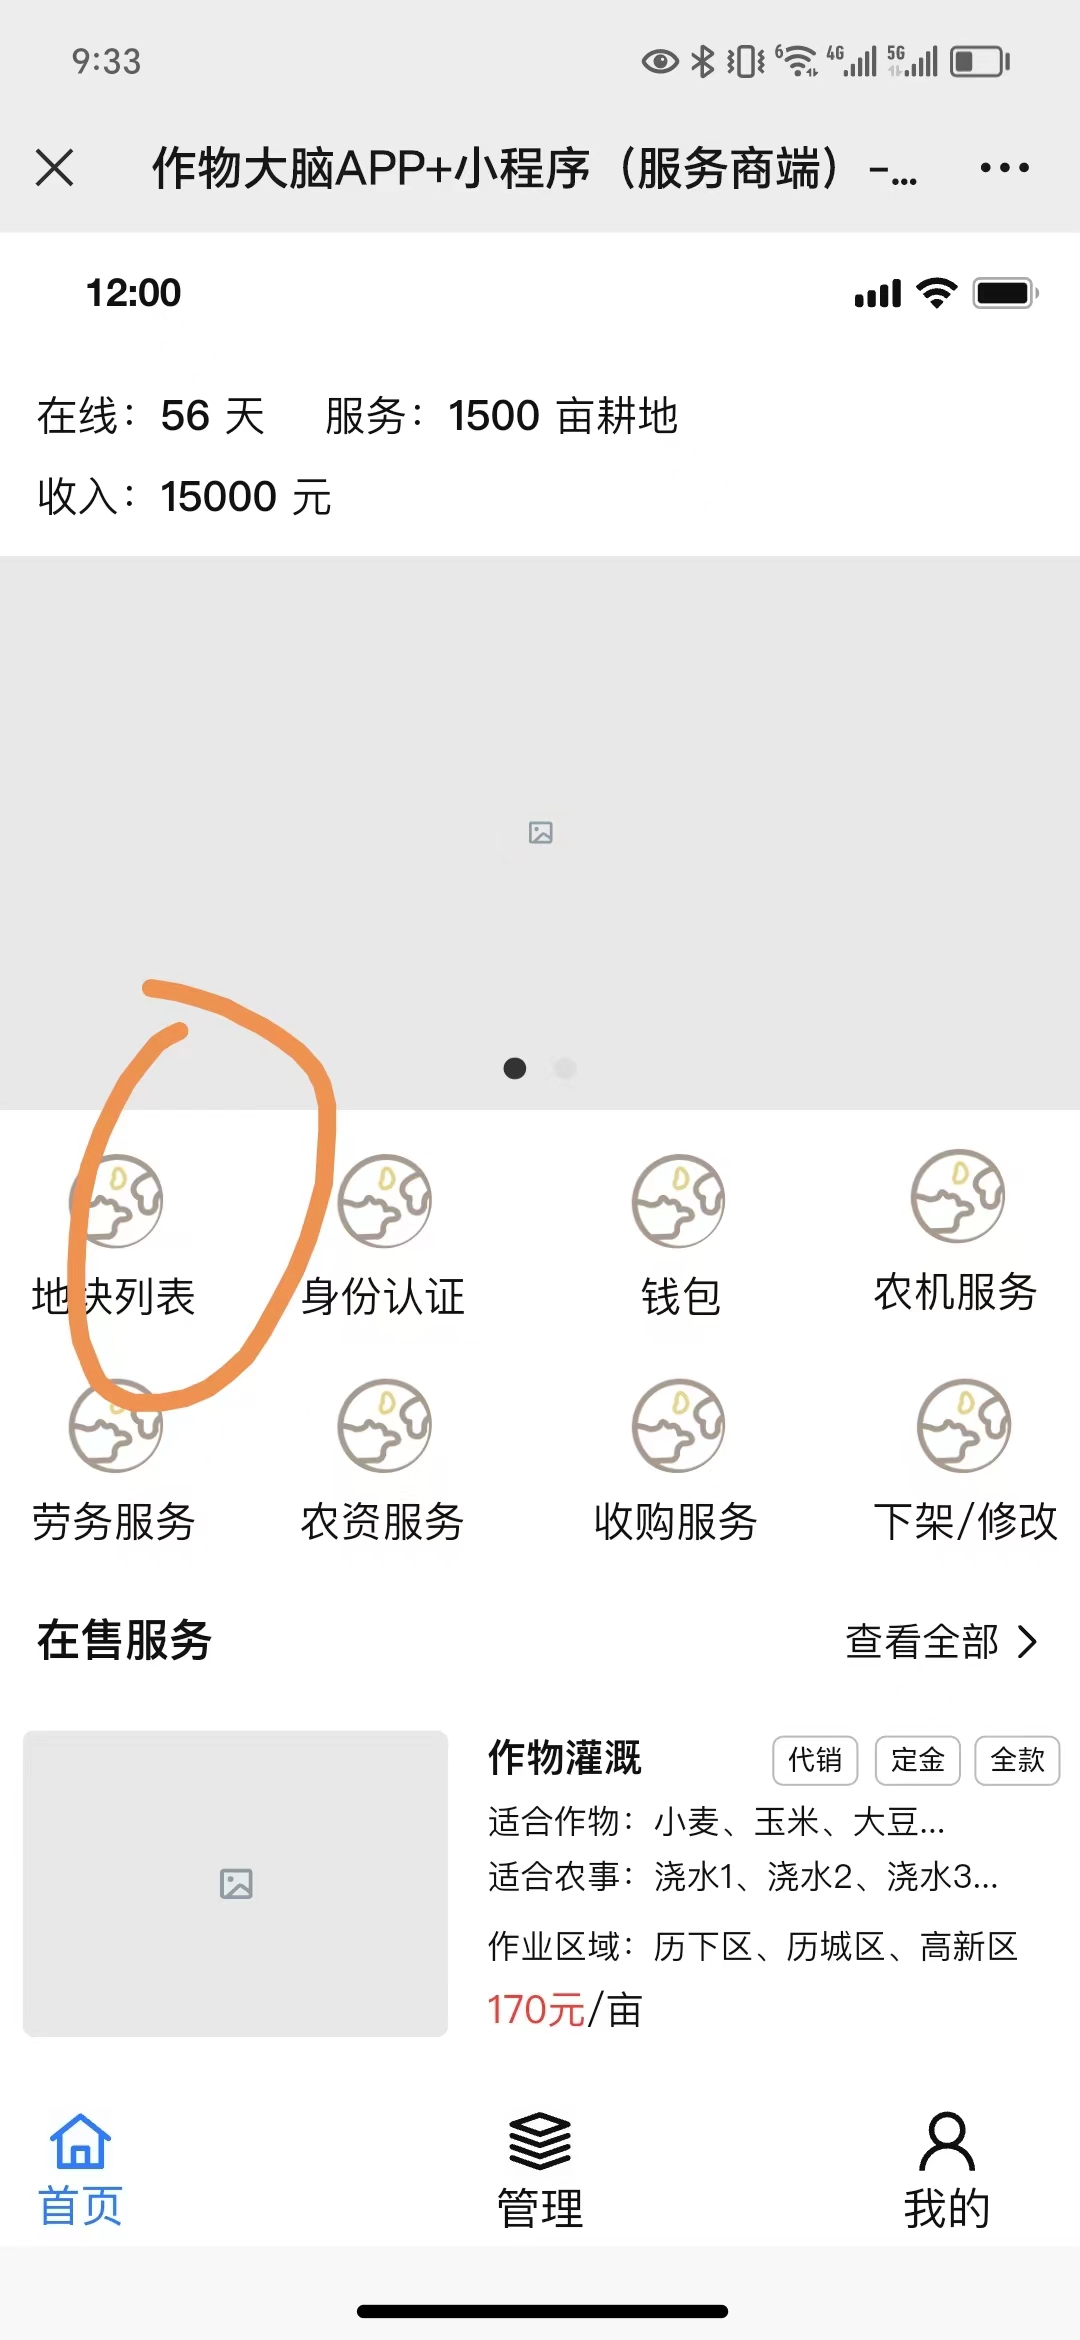 9:33
6 4G 5G
作物大脑APP+小程序（服务商端）-...
12:00
在线：56 天 服务：1500 亩耕地
收入：15000 元
地块列表 身份认证 钱包 农机服务
劳务服务 农资服务 收购服务 下架/修改
在售服务 查看全部
作物灌溉 代销 定金 全款
适合作物：小麦、玉米、大豆...
适合农事：浇水1、浇水2、浇水3...
作业区域：历下区、历城区、高新区
170元/亩
首页 管理 我的